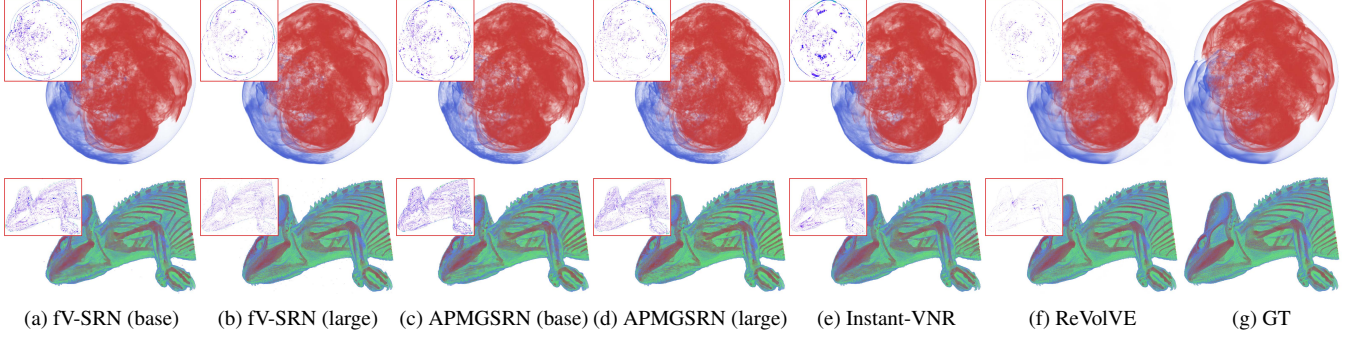 (a) fV-SRN (base) (b) fV-SRN (large) (c) APMGSRN (base) (d) APMGSRN (large) (e) Instant-VNR (f) ReVolVE (g) GT